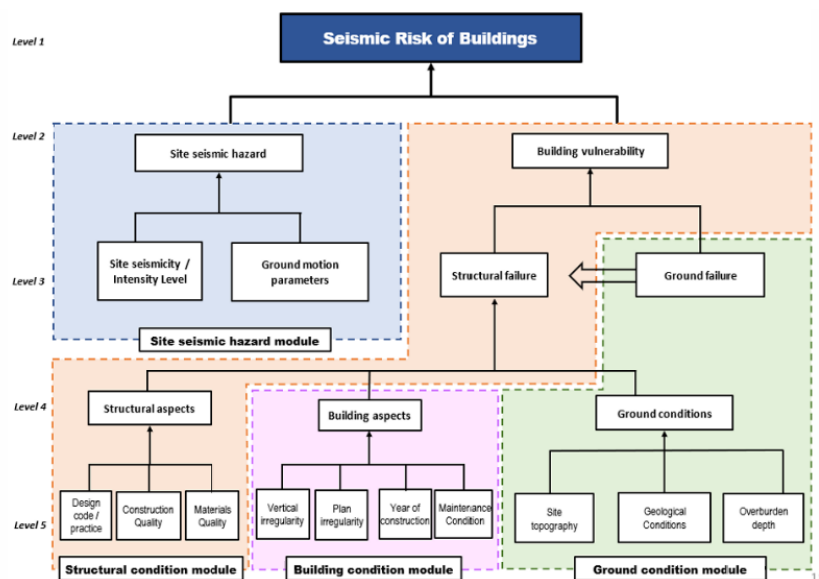 Level 1
Seismic Risk of Buildings
Level 2
Site seismic hazard
Building vulnerability
Level 3
Site seismicity /
Intensity Level
Ground motion
parameters
Structural failure
Ground failure
Site seismic hazard module
Level 4
Structural aspects
Building aspects
Ground conditions
Level 5
Design
code /
practice
Construction
Quality
Materials
Quality
Vertical
irregularity
Plan
irregularity
Year of
construction
Maintenance
Condition
Site
topography
Geological
Conditions
Overburden
depth
Structural condition module
Building condition module
Ground condition module